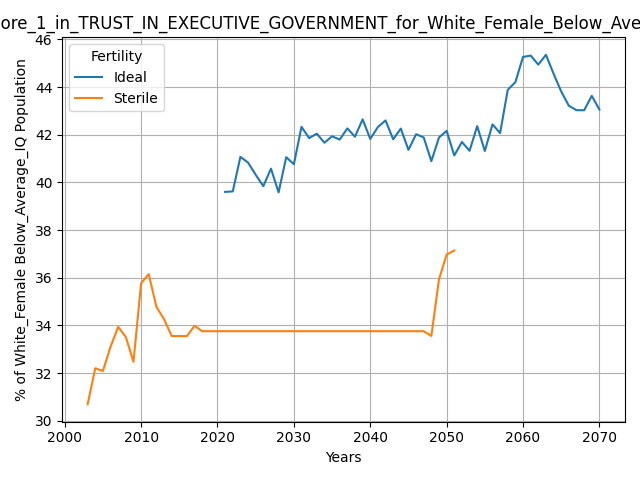 ore_1_in_TRUST_IN_EXECUTIVE_GOVERNMENT_for_White_Female_Below_Ave
Fertility
Ideal
Sterile
% of White_Female Below_Average_IQ Population
46
44
42
40
38
36
34
32
30
2000 2010 2020 2030 2040 2050 2060 2070
Years